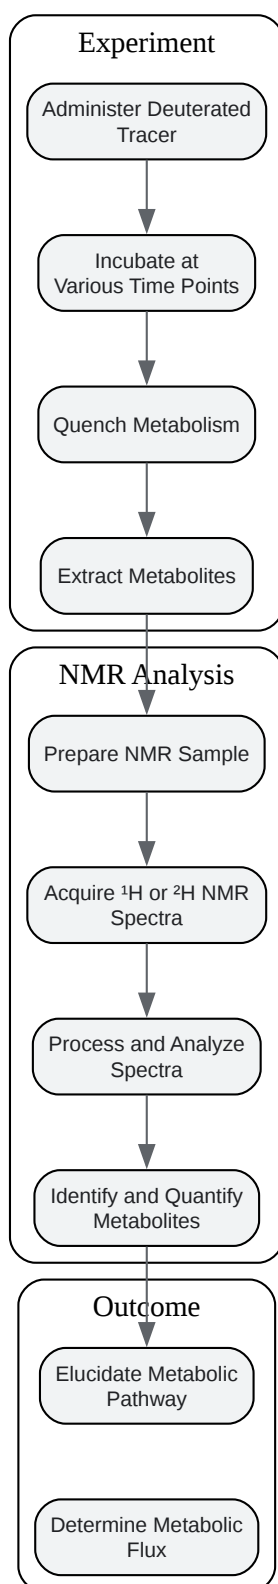 Experiment
Administer Deuterated
Tracer
Incubate at
Various Time Points
Quench Metabolism
Extract Metabolites
NMR Analysis
Prepare NMR Sample
Acquire ¹H or ²H NMR
Spectra
Process and Analyze
Spectra
Identify and Quantify
Metabolites
Outcome
Elucidate Metabolic
Pathway
Determine Metabolic
Flux